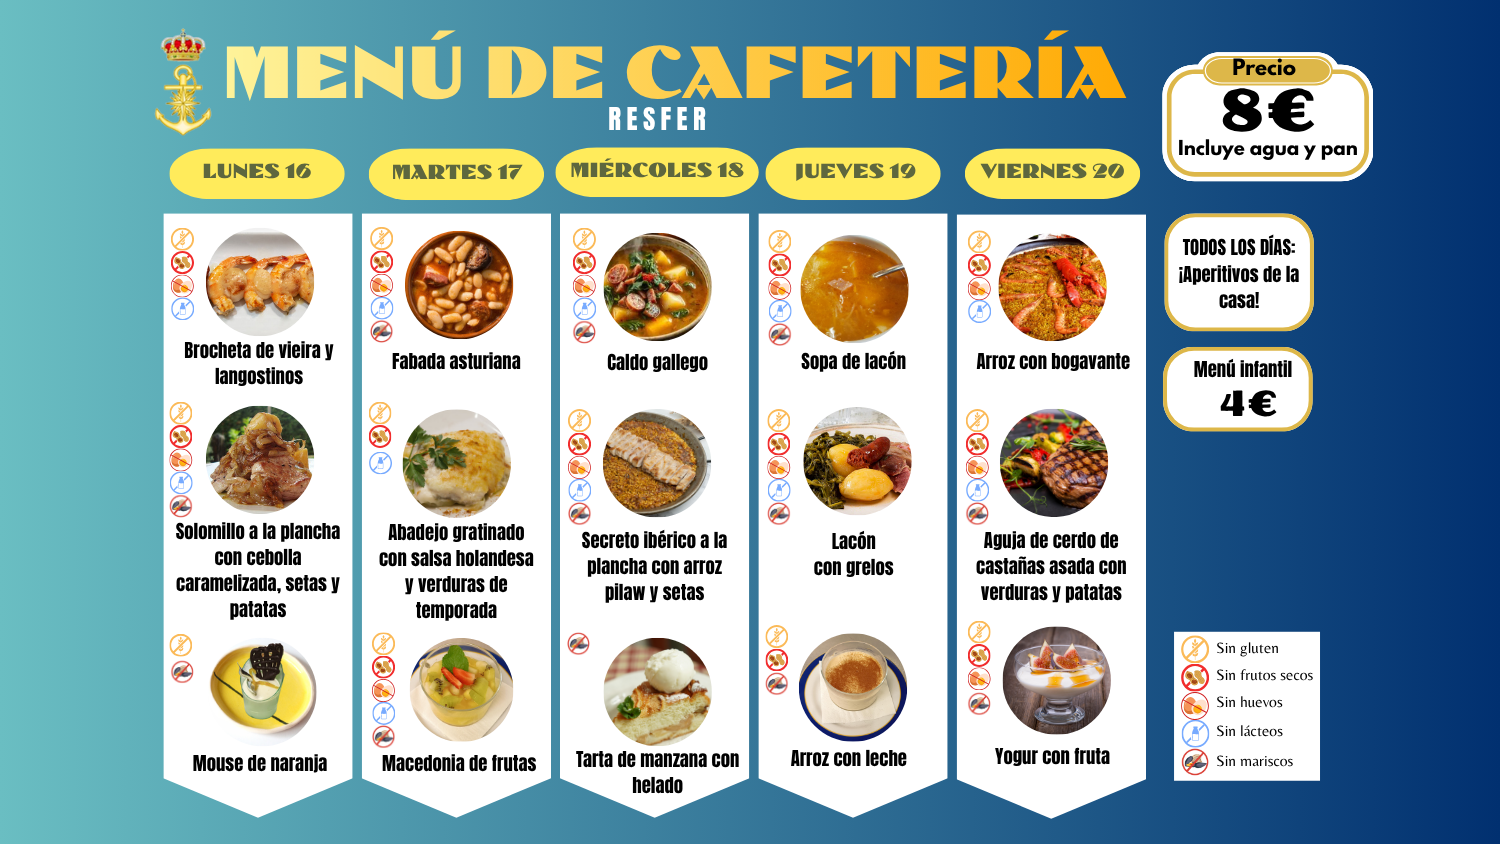 MENÚ DE CAFETERÍA
RESFER
Precio
8€
Incluye agua y pan
LUNES 16
MARTES 17
MIÉRCOLES 18
JUEVES 19
VIERNES 20
Brocheta de vieira y
langostinos
Solomillo a la plancha
con cebolla
caramelizada, setas y
patatas
Mouse de naranja
Fabada asturiana
Abadejo gratinado
con salsa holandesa
y verduras de
temporada
Macedonia de frutas
Caldo gallego
Secreto ibérico a la
plancha con arroz
pilaw y setas
Tarta de manzana con
helado
Sopa de lacón
Lacón
con grelos
Arroz con leche
Arroz con bogavante
Aguja de cerdo de
castañas asada con
verduras y patatas
Yogur con fruta
TODOS LOS DÍAS:
¡Aperitivos de la
casa!
Menú infantil
4€
Sin gluten
Sin frutos secos
Sin huevos
Sin lácteos
Sin mariscos